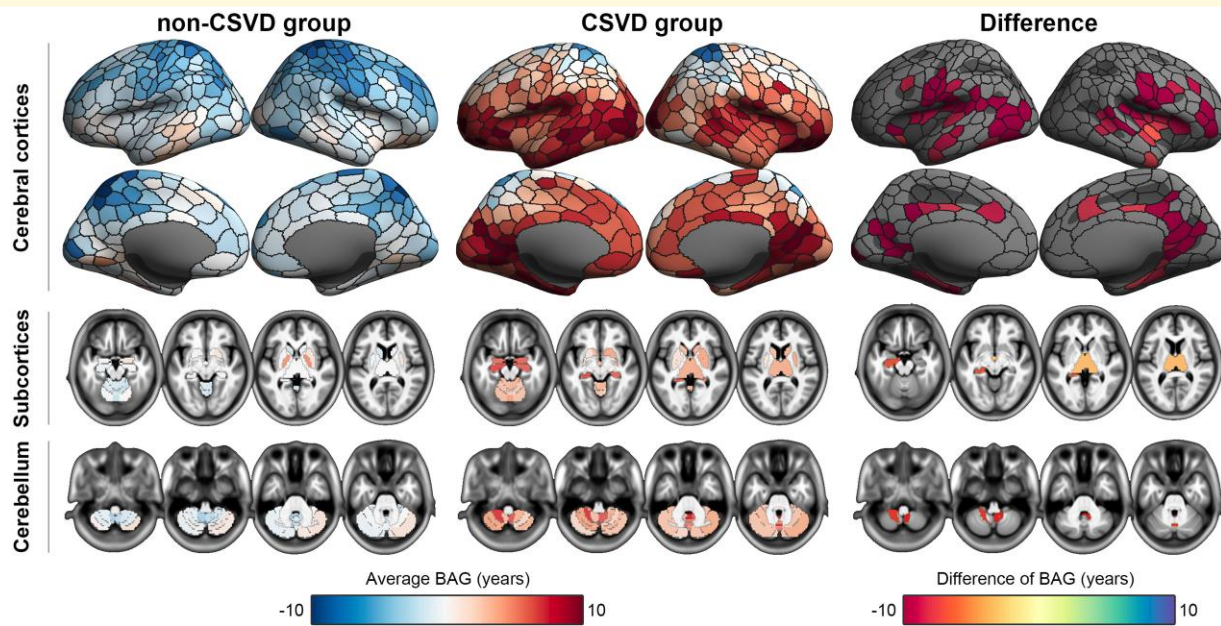 non-CSVD group
CSVD group
Difference
Cerebral cortices
Subcortices
Cerebellum
Average BAG (years)
-10
10
Difference of BAG (years)
-10
10